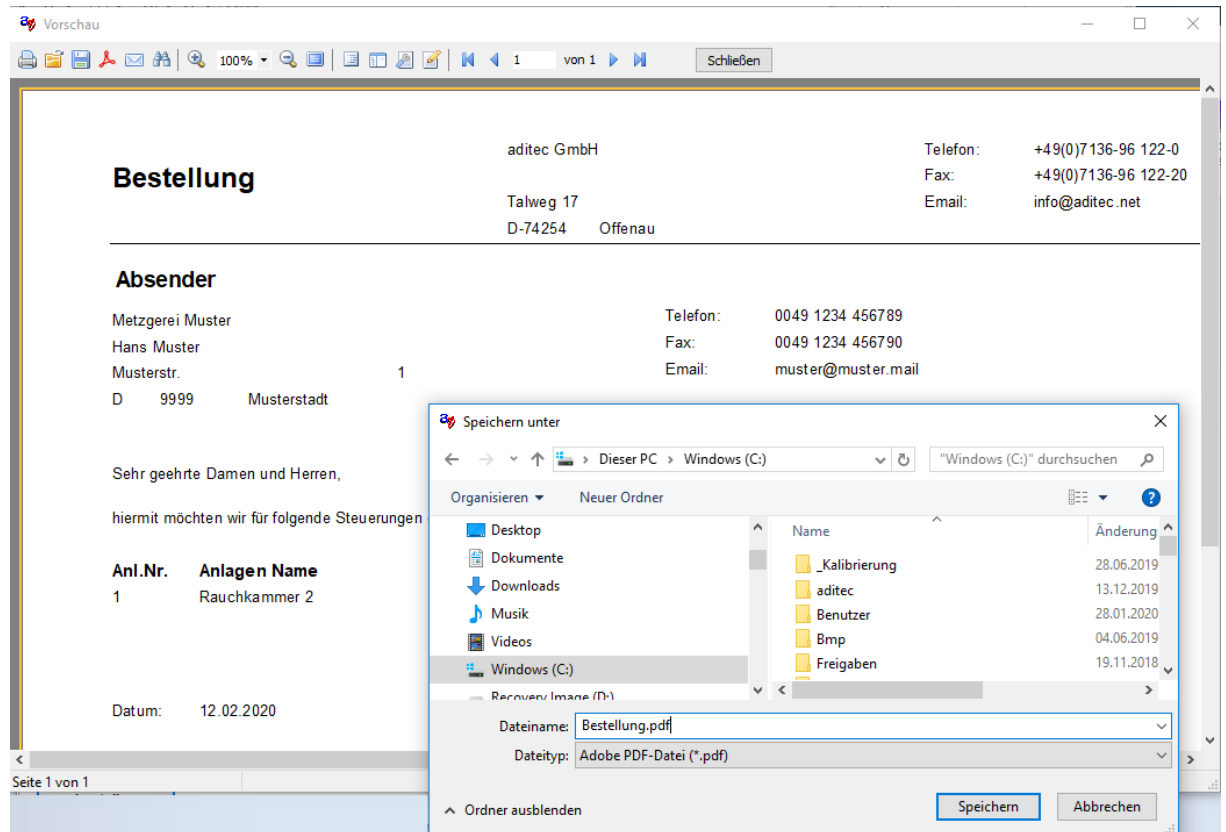 Vorschau
100%
1 von 1
Schließen
aditec GmbH
Telefon: +49(0)7136-96 122-0
Bestellung
Fax: +49(0)7136-96 122-20
Talweg 17
Email: info@aditec.net
D-74254 Offenau
Absender
Metzgerei Muster
Telefon: 0049 1234 456789
Hans Muster
Fax: 0049 1234 456790
Musterstr. 1
Email: muster@muster.mail
D 9999 Musterstadt
Sehr geehrte Damen und Herren,
hiermit möchten wir für folgende Steuerungen
Anl.Nr. Anlagen Name
1 Rauchkammer 2
Datum: 12.02.2020
Seite 1 von 1
Speichern unter
Dieser PC > Windows (C:)
"Windows (C:)" durchsuchen
Organisieren Neuer Ordner
Desktop
Dokumente
Downloads
Musik
Videos
Windows (C:)
Recovery Image (D:)
Name Änderung
_Kalibrierung 28.06.2019
aditec 13.12.2019
Benutzer 28.01.2020
Bmp 04.06.2019
Freigaben 19.11.2018
Dateiname: Bestellung.pdf
Dateityp: Adobe PDF-Datei (*.pdf)
Ordner ausblenden
Speichern
Abbrechen